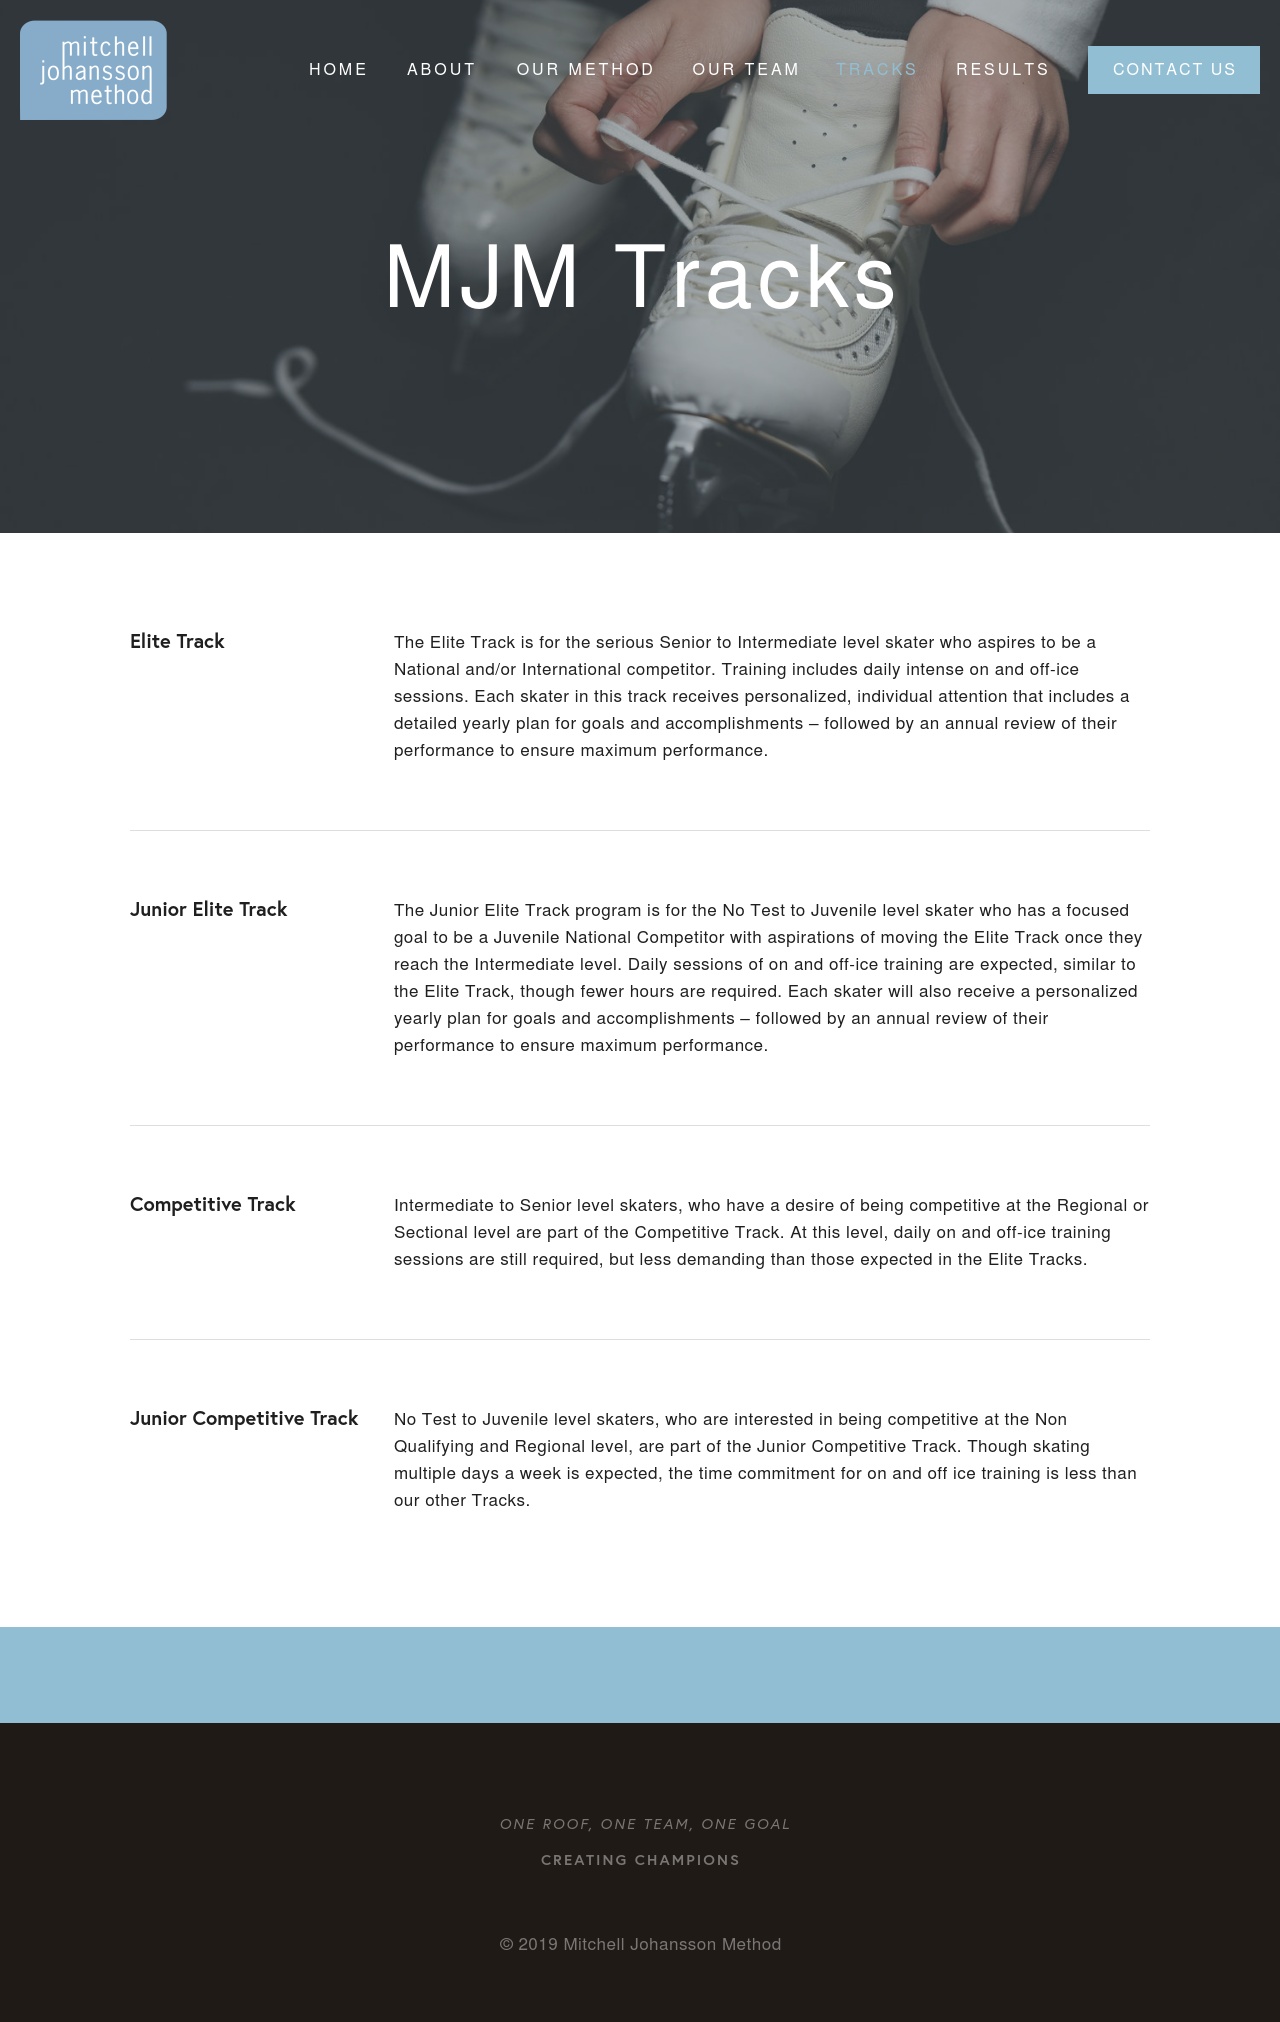 mitchell
johansson
method
HOME
ABOUT
OUR METHOD
OUR TEAM
TRACKS
RESULTS
CONTACT US
MJM Tracks
Elite Track
The Elite Track is for the serious Senior to Intermediate level skater who aspires to be a
National and/or International competitor. Training includes daily intense on and off-ice
sessions. Each skater in this track receives personalized, individual attention that includes a
detailed yearly plan for goals and accomplishments – followed by an annual review of their
performance to ensure maximum performance.
Junior Elite Track
The Junior Elite Track program is for the No Test to Juvenile level skater who has a focused
goal to be a Juvenile National Competitor with aspirations of moving the Elite Track once they
reach the Intermediate level. Daily sessions of on and off-ice training are expected, similar to
the Elite Track, though fewer hours are required. Each skater will also receive a personalized
yearly plan for goals and accomplishments – followed by an annual review of their
performance to ensure maximum performance.
Competitive Track
Intermediate to Senior level skaters, who have a desire of being competitive at the Regional or
Sectional level are part of the Competitive Track. At this level, daily on and off-ice training
sessions are still required, but less demanding than those expected in the Elite Tracks.
Junior Competitive Track
No Test to Juvenile level skaters, who are interested in being competitive at the Non
Qualifying and Regional level, are part of the Junior Competitive Track. Though skating
multiple days a week is expected, the time commitment for on and off ice training is less than
our other Tracks.
ONE ROOF, ONE TEAM, ONE GOAL
CREATING CHAMPIONS
© 2019 Mitchell Johansson Method